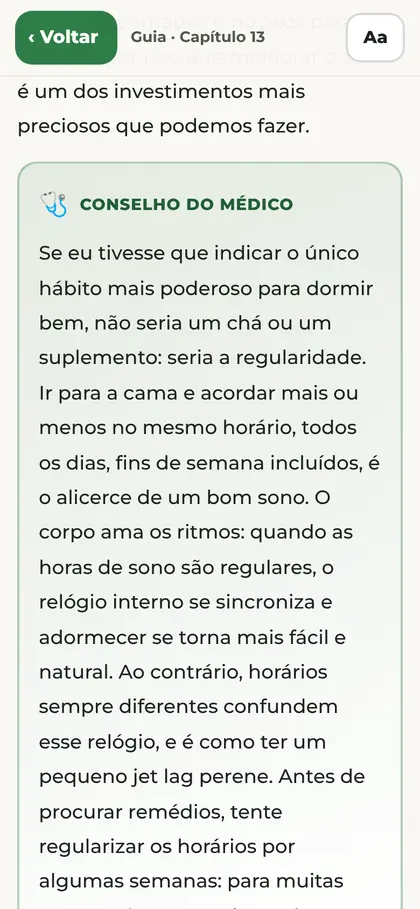 ‹ Voltar
Guia · Capítulo 13
Aa
é um dos investimentos mais
preciosos que podemos fazer.
CONSELHO DO MÉDICO
Se eu tivesse que indicar o único
hábito mais poderoso para dormir
bem, não seria um chá ou um
suplemento: seria a regularidade.
Ir para a cama e acordar mais ou
menos no mesmo horário, todos
os dias, fins de semana incluídos, é
o alicerce de um bom sono. O
corpo ama os ritmos: quando as
horas de sono são regulares, o
relógio interno se sincroniza e
adormecer se torna mais fácil e
natural. Ao contrário, horários
sempre diferentes confundem
esse relógio, e é como ter um
pequeno jet lag perene. Antes de
procurar remédios, tente
regularizar os horários por
algumas semanas: para muitas